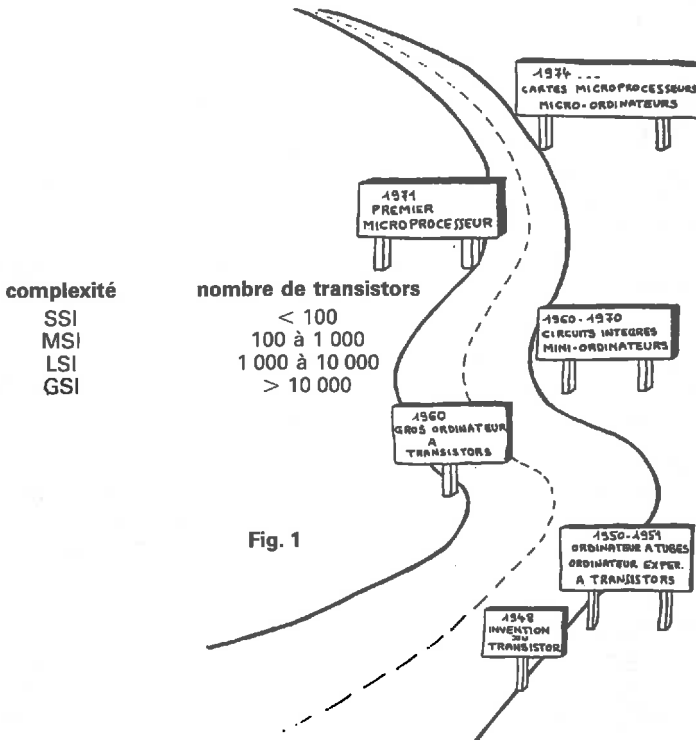 1974 ...
CARTES MICROPROCESSEURS
MICRO-ORDINATEURS
1971
PREMIER
MICROPROCESSEUR
complexité nombre de transistors
SSI < 100
MSI 100 à 1 000
LSI 1 000 à 10 000
GSI > 10 000
1960-1970
CIRCUITS INTEGRES
MINI-ORDINATEURS
1960
GROS ORDINATEUR
A
TRANSISTORS
Fig. 1
1950-1951
ORDINATEUR A TUBES
ORDINATEUR EXPER.
A TRANSISTORS
1948
INVENTION
DU
TRANSISTOR